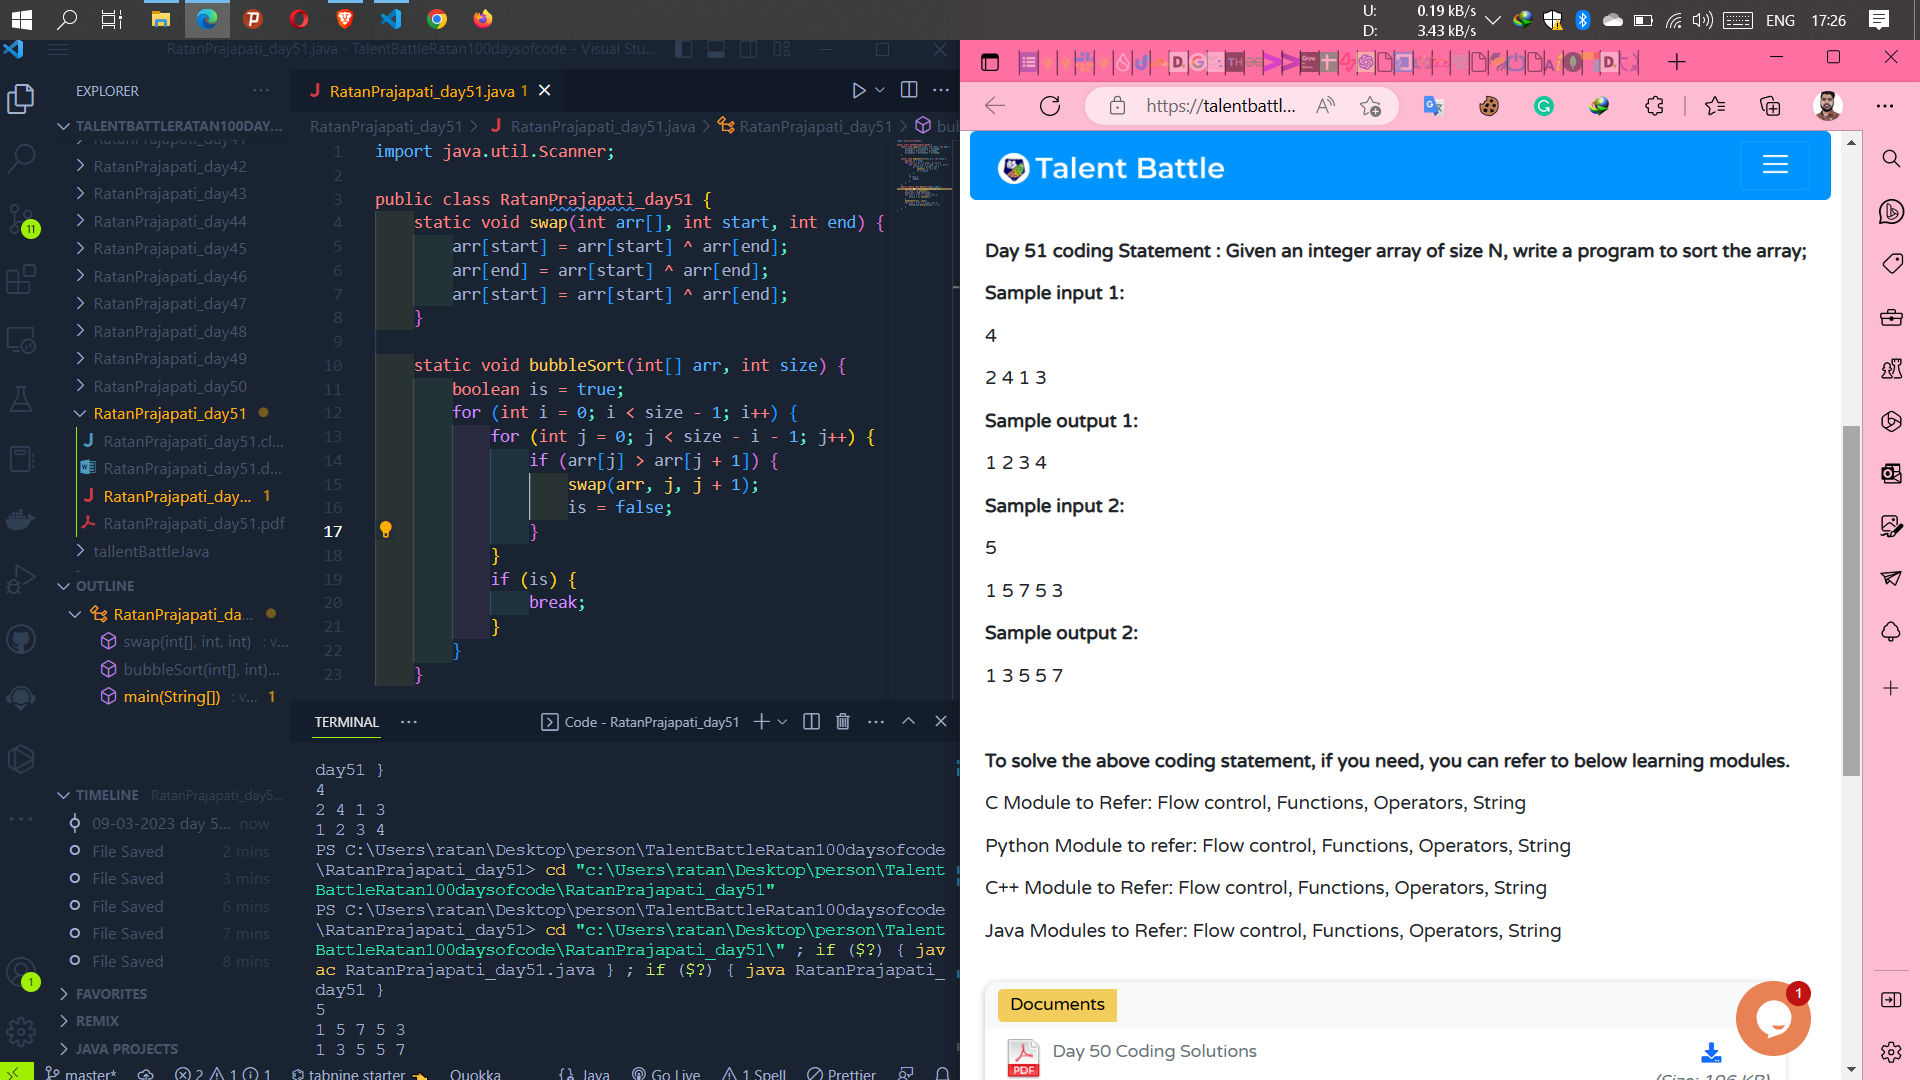 U: 0.19 kB/s
D: 3.43 kB/s
ENG 17:26
RatanPrajapati_day51.java - TalentBattleRatan100daysofcode - Visual Stu...
EXPLORER
TALENTBATTLERATAN100DAY...
RatanPrajapati_day41
RatanPrajapati_day42
RatanPrajapati_day43
RatanPrajapati_day44
RatanPrajapati_day45
RatanPrajapati_day46
RatanPrajapati_day47
RatanPrajapati_day48
RatanPrajapati_day49
RatanPrajapati_day50
RatanPrajapati_day51
RatanPrajapati_day51.cl...
RatanPrajapati_day51.d...
RatanPrajapati_day... 1
RatanPrajapati_day51.pdf
tallentBattleJava
OUTLINE
RatanPrajapati_da...
swap(int[], int, int) : v...
bubbleSort(int[], int)...
main(String[]) : v... 1
TIMELINE RatanPrajapati_day5...
09-03-2023 day 5... now
File Saved 2 mins
File Saved 3 mins
File Saved 6 mins
File Saved 7 mins
File Saved 8 mins
FAVORITES
REMIX
JAVA PROJECTS
11
1
RatanPrajapati_day51.java 1
RatanPrajapati_day51 > RatanPrajapati_day51.java > RatanPrajapati_day51 > bu
1 import java.util.Scanner;
2
3 public class RatanPrajapati_day51 {
4 static void swap(int arr[], int start, int end) {
5 arr[start] = arr[start] ^ arr[end];
6 arr[end] = arr[start] ^ arr[end];
7 arr[start] = arr[start] ^ arr[end];
8 }
9
10 static void bubbleSort(int[] arr, int size) {
11 boolean is = true;
12 for (int i = 0; i < size - 1; i++) {
13 for (int j = 0; j < size - i - 1; j++) {
14 if (arr[j] > arr[j + 1]) {
15 swap(arr, j, j + 1);
16 is = false;
17 }
18 }
19 if (is) {
20 break;
21 }
22 }
23 }
TERMINAL Code - RatanPrajapati_day51
day51 }
4
2 4 1 3
1 2 3 4
PS C:\Users\ratan\Desktop\person\TalentBattleRatan100daysofcode
\RatanPrajapati_day51> cd "c:\Users\ratan\Desktop\person\Talent
BattleRatan100daysofcode\RatanPrajapati_day51"
PS C:\Users\ratan\Desktop\person\TalentBattleRatan100daysofcode
\RatanPrajapati_day51> cd "c:\Users\ratan\Desktop\person\Talent
BattleRatan100daysofcode\RatanPrajapati_day51\" ; if ($?) { jav
ac RatanPrajapati_day51.java } ; if ($?) { java RatanPrajapati_
day51 }
5
1 5 7 5 3
1 3 5 5 7
master* 2 1 1 tabnine starter Quokka {} Java Go Live 1 Spell Prettier
https://talentbattl...
Talent Battle
Day 51 coding Statement : Given an integer array of size N, write a program to sort the array;
Sample input 1:
4
2 4 1 3
Sample output 1:
1 2 3 4
Sample input 2:
5
1 5 7 5 3
Sample output 2:
1 3 5 5 7
To solve the above coding statement, if you need, you can refer to below learning modules.
C Module to Refer: Flow control, Functions, Operators, String
Python Module to refer: Flow control, Functions, Operators, String
C++ Module to Refer: Flow control, Functions, Operators, String
Java Modules to Refer: Flow control, Functions, Operators, String
Documents
1
Day 50 Coding Solutions
PDF